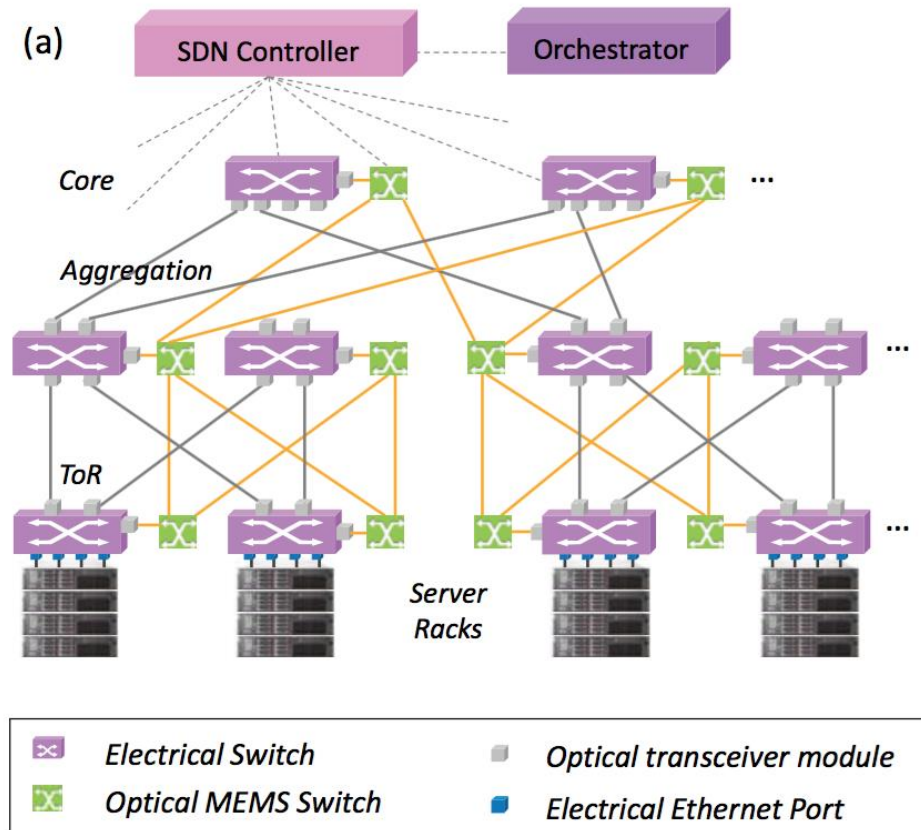 (a)
SDN Controller
Orchestrator
Core
...
Aggregation
...
ToR
...
Server
Racks
Electrical Switch
Optical transceiver module
Optical MEMS Switch
Electrical Ethernet Port